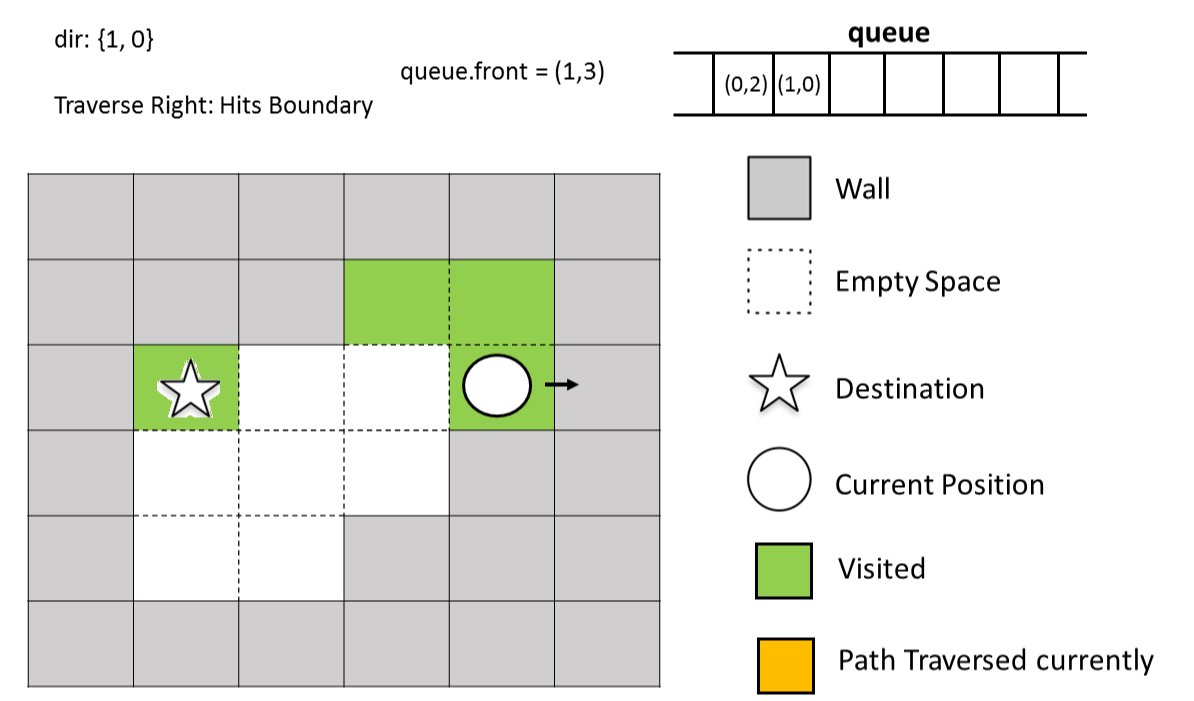 dir: {1, 0}
queue.front = (1,3)
Traverse Right: Hits Boundary
queue
(0,2) (1,0)
Wall
Empty Space
Destination
Current Position
Visited
Path Traversed currently